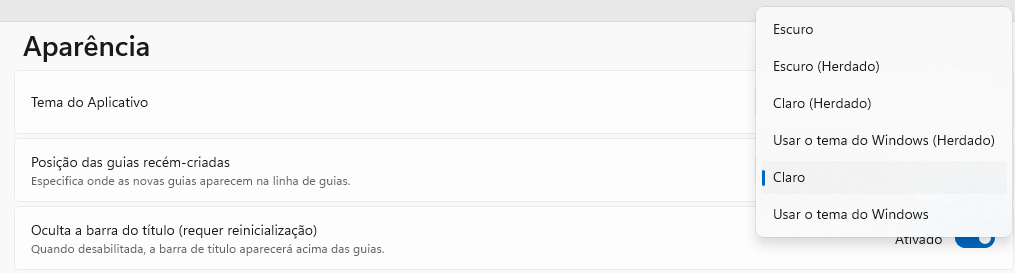 Aparência
Tema do Aplicativo
Posição das guias recém-criadas
Especifica onde as novas guias aparecem na linha de guias.
Oculta a barra do título (requer reinicialização)
Quando desabilitada, a barra de título aparecerá acima das guias.
Escuro
Escuro (Herdado)
Claro (Herdado)
Usar o tema do Windows (Herdado)
Claro
Usar o tema do Windows
Ativado